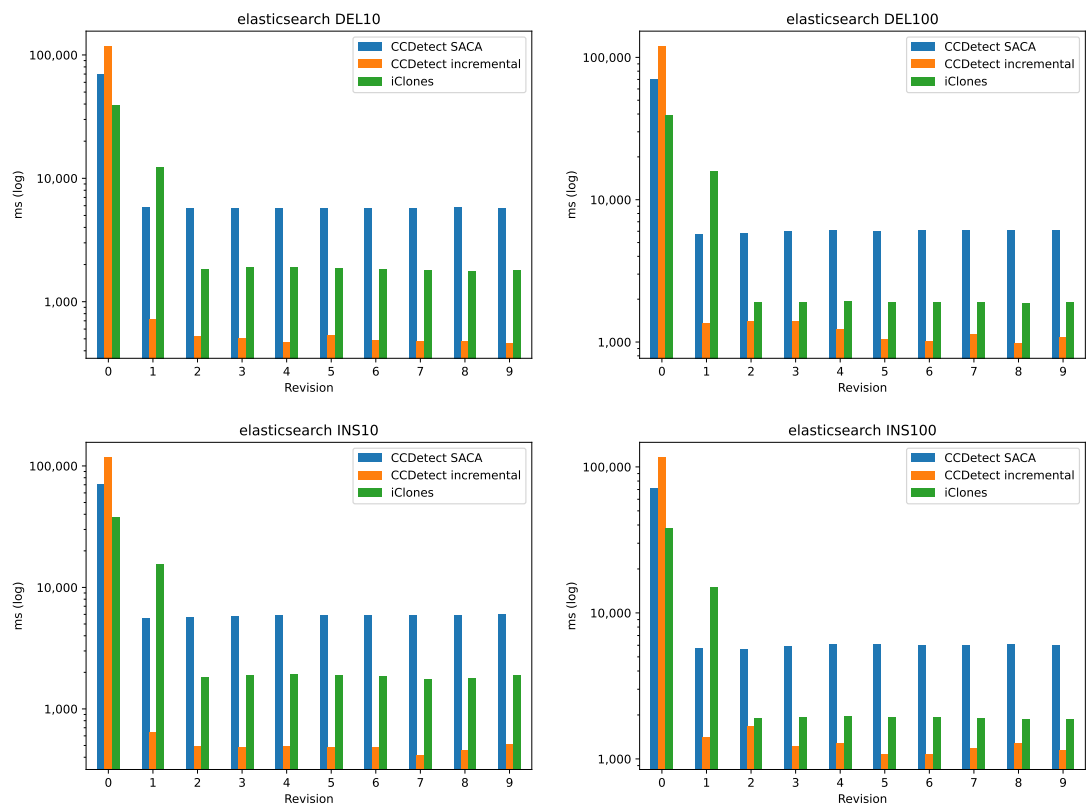 elasticsearch DEL10
100,000
10,000
1,000
ms (log)
CCDetect SACA
CCDetect incremental
iClones
0 1 2 3 4 5 6 7 8 9
Revision
elasticsearch DEL100
100,000
10,000
1,000
ms (log)
CCDetect SACA
CCDetect incremental
iClones
0 1 2 3 4 5 6 7 8 9
Revision
elasticsearch INS10
100,000
10,000
1,000
ms (log)
CCDetect SACA
CCDetect incremental
iClones
0 1 2 3 4 5 6 7 8 9
Revision
elasticsearch INS100
100,000
10,000
1,000
ms (log)
CCDetect SACA
CCDetect incremental
iClones
0 1 2 3 4 5 6 7 8 9
Revision